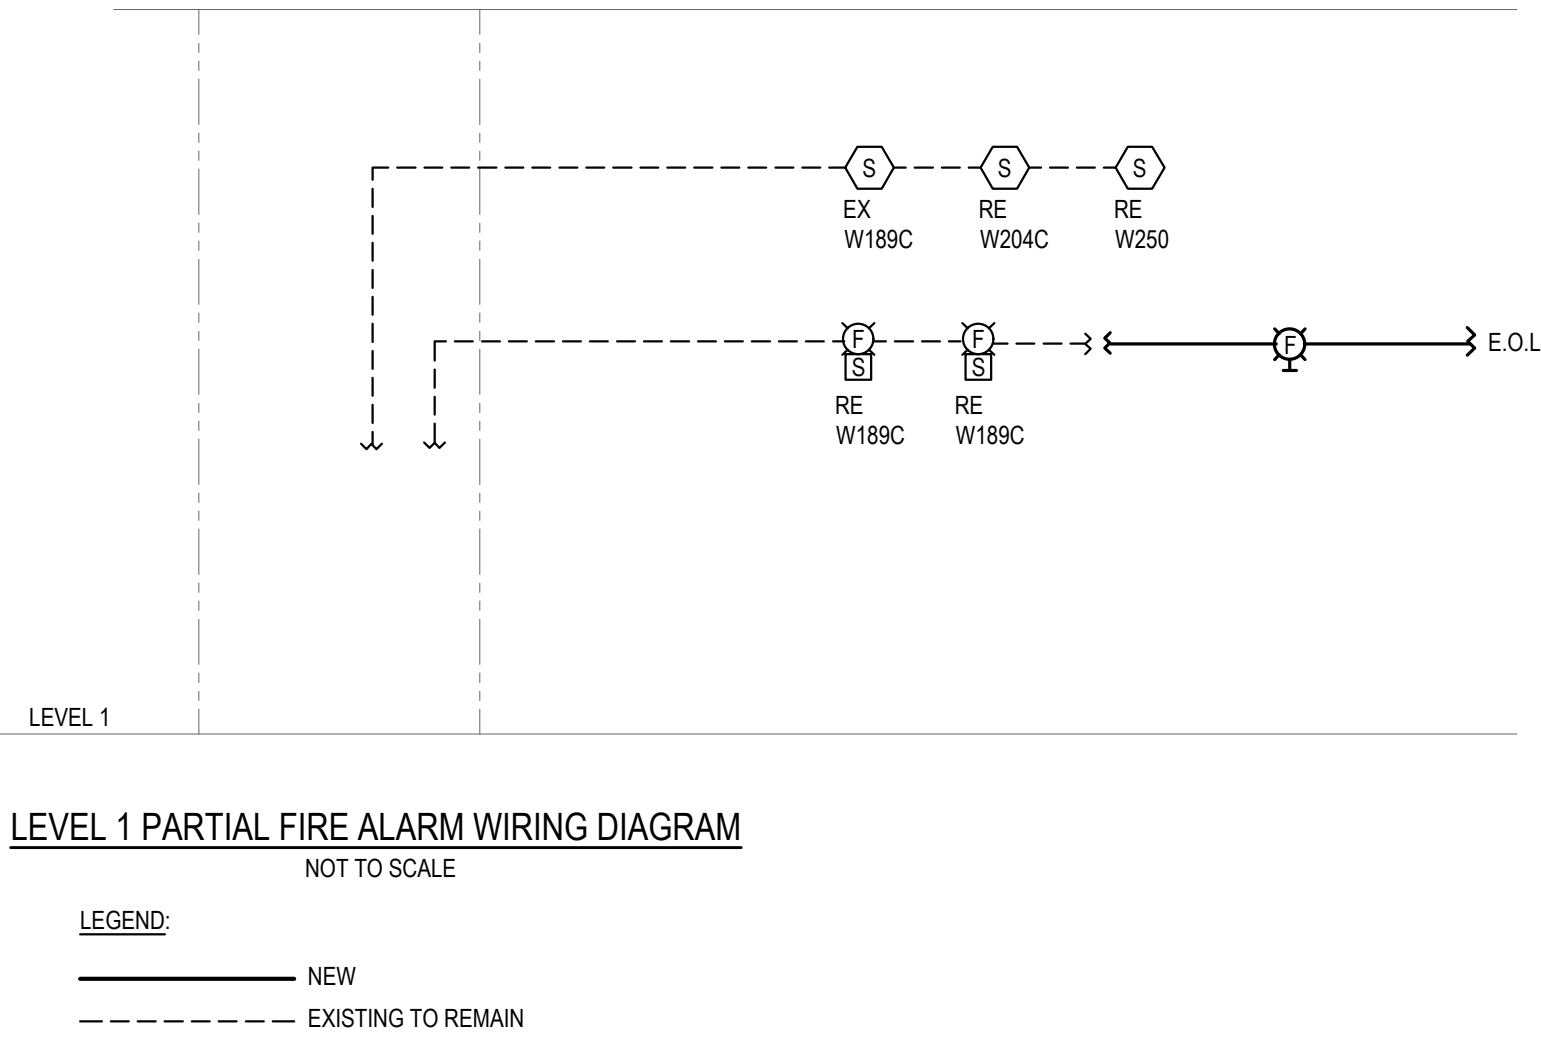 S S S
EX RE RE
W189C W204C W250
F F F E.O.L
S S
RE RE
W189C W189C
LEVEL 1
LEVEL 1 PARTIAL FIRE ALARM WIRING DIAGRAM
NOT TO SCALE
LEGEND:
NEW
EXISTING TO REMAIN